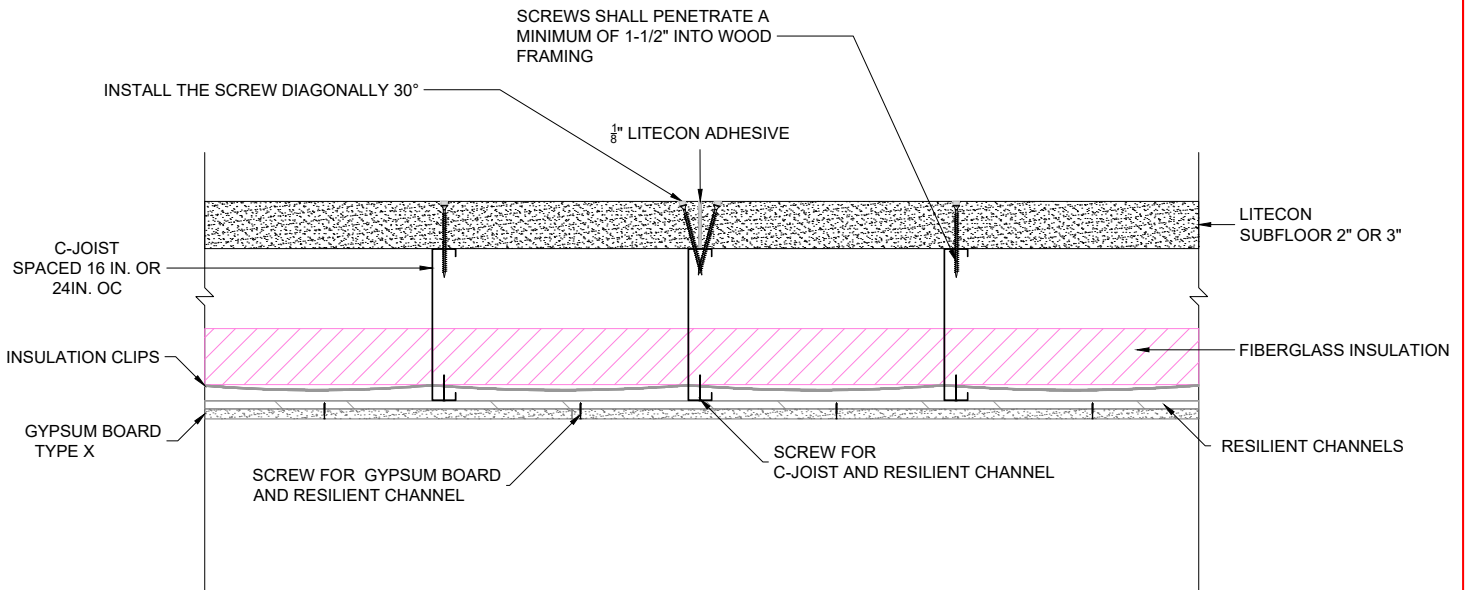 SCREWS SHALL PENETRATE A
MINIMUM OF 1-1/2" INTO WOOD
FRAMING
INSTALL THE SCREW DIAGONALLY 30°
1/8" LITECON ADHESIVE
LITECON
SUBFLOOR 2" OR 3"
C-JOIST
SPACED 16 IN. OR
24IN. OC
INSULATION CLIPS
FIBERGLASS INSULATION
GYPSUM BOARD
TYPE X
RESILIENT CHANNELS
SCREW FOR GYPSUM BOARD
AND RESILIENT CHANNEL
SCREW FOR
C-JOIST AND RESILIENT CHANNEL